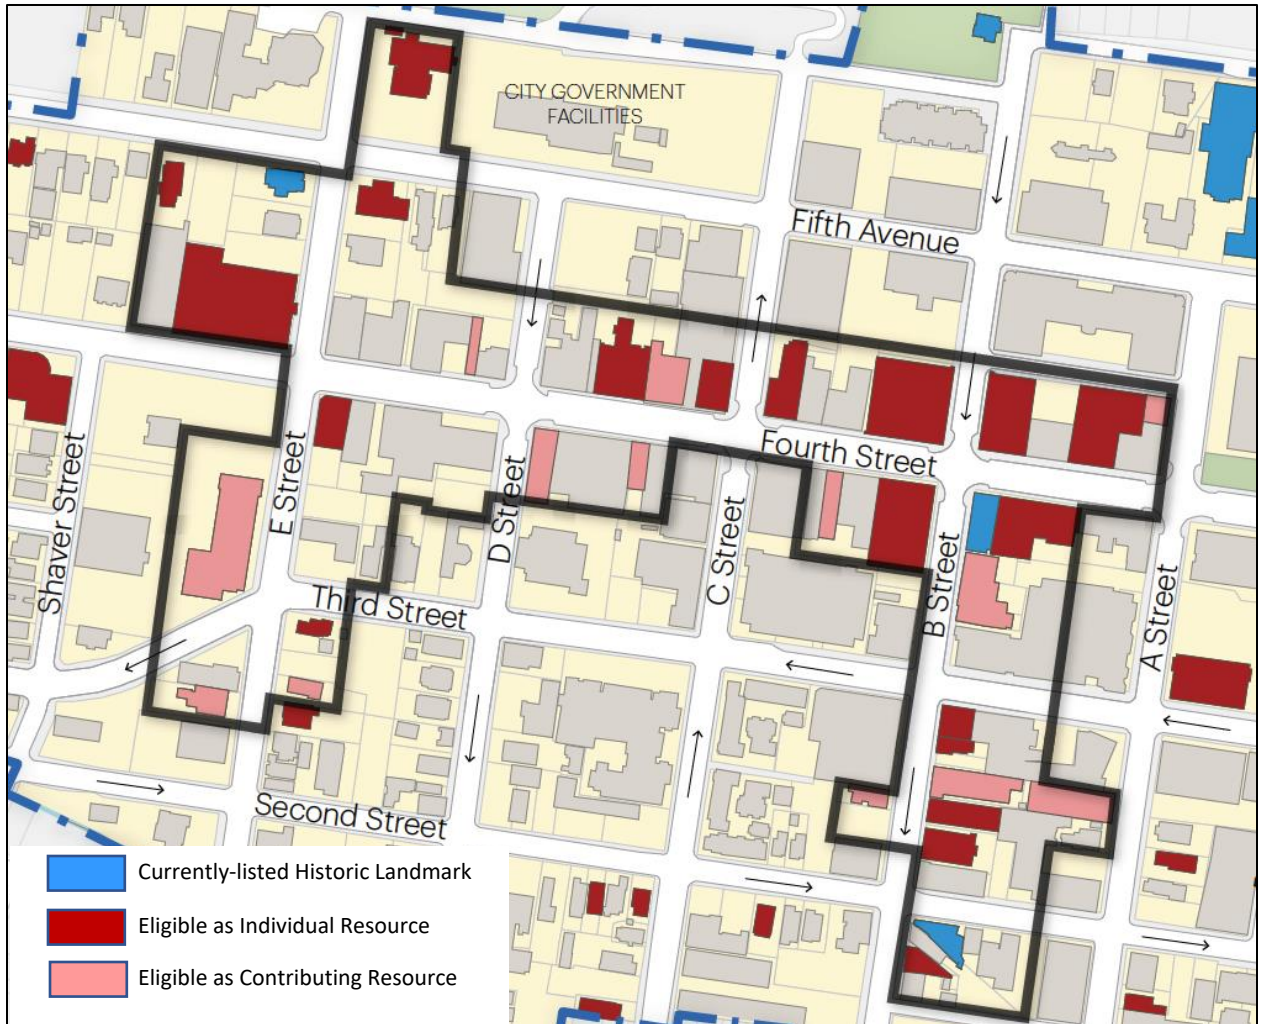 CITY GOVERNMENT
FACILITIES
Fifth Avenue
Fourth Street
Shaver Street
E Street
D Street
C Street
B Street
A Street
Third Street
Second Street
Currently-listed Historic Landmark
Eligible as Individual Resource
Eligible as Contributing Resource